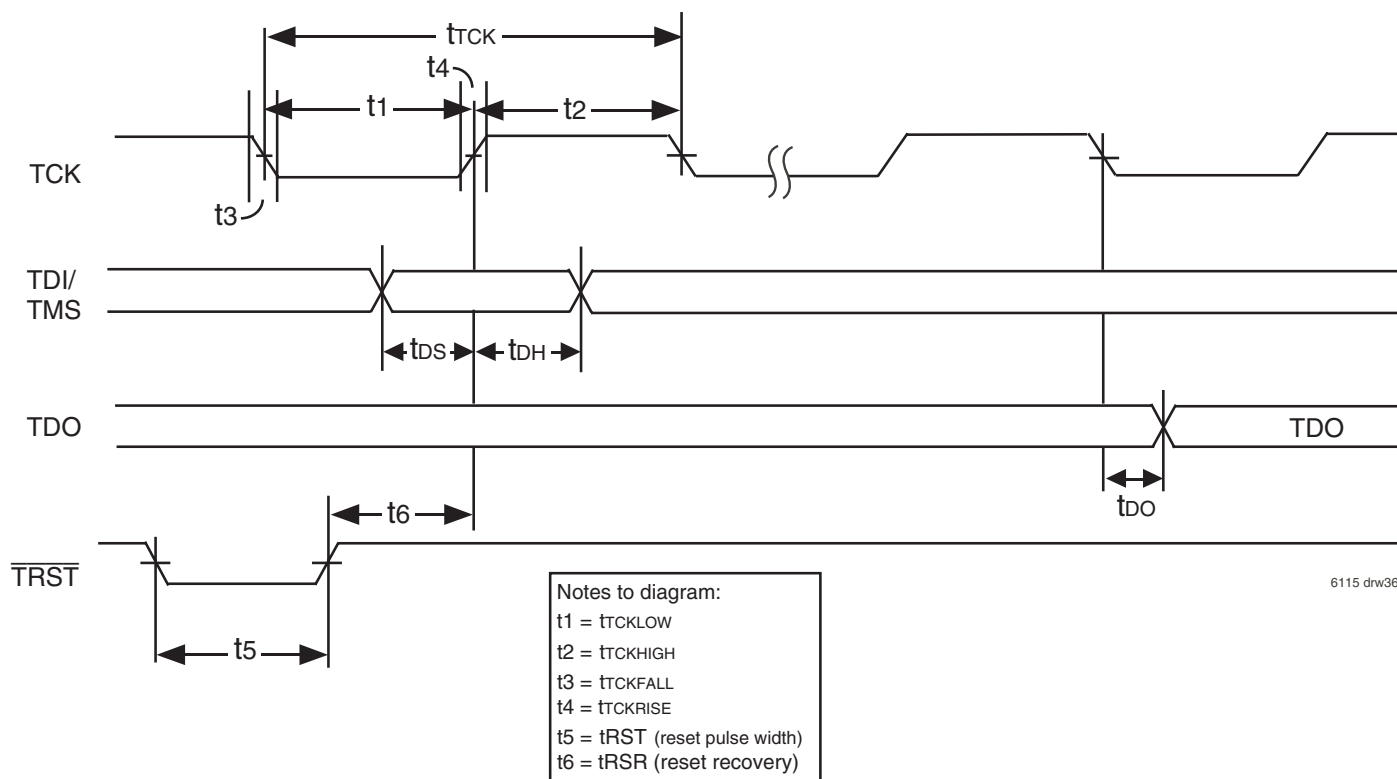 tTCK
t4
t1
t2
TCK
t3
TDI/
TMS
tDS
tDH
TDO
TDO
tDO
t6
TRST
t5
6115 drw36
Notes to diagram:
t1 = tTCKLOW
t2 = tTCKHIGH
t3 = tTCKFALL
t4 = tTCKRISE
t5 = tRST (reset pulse width)
t6 = tRSR (reset recovery)